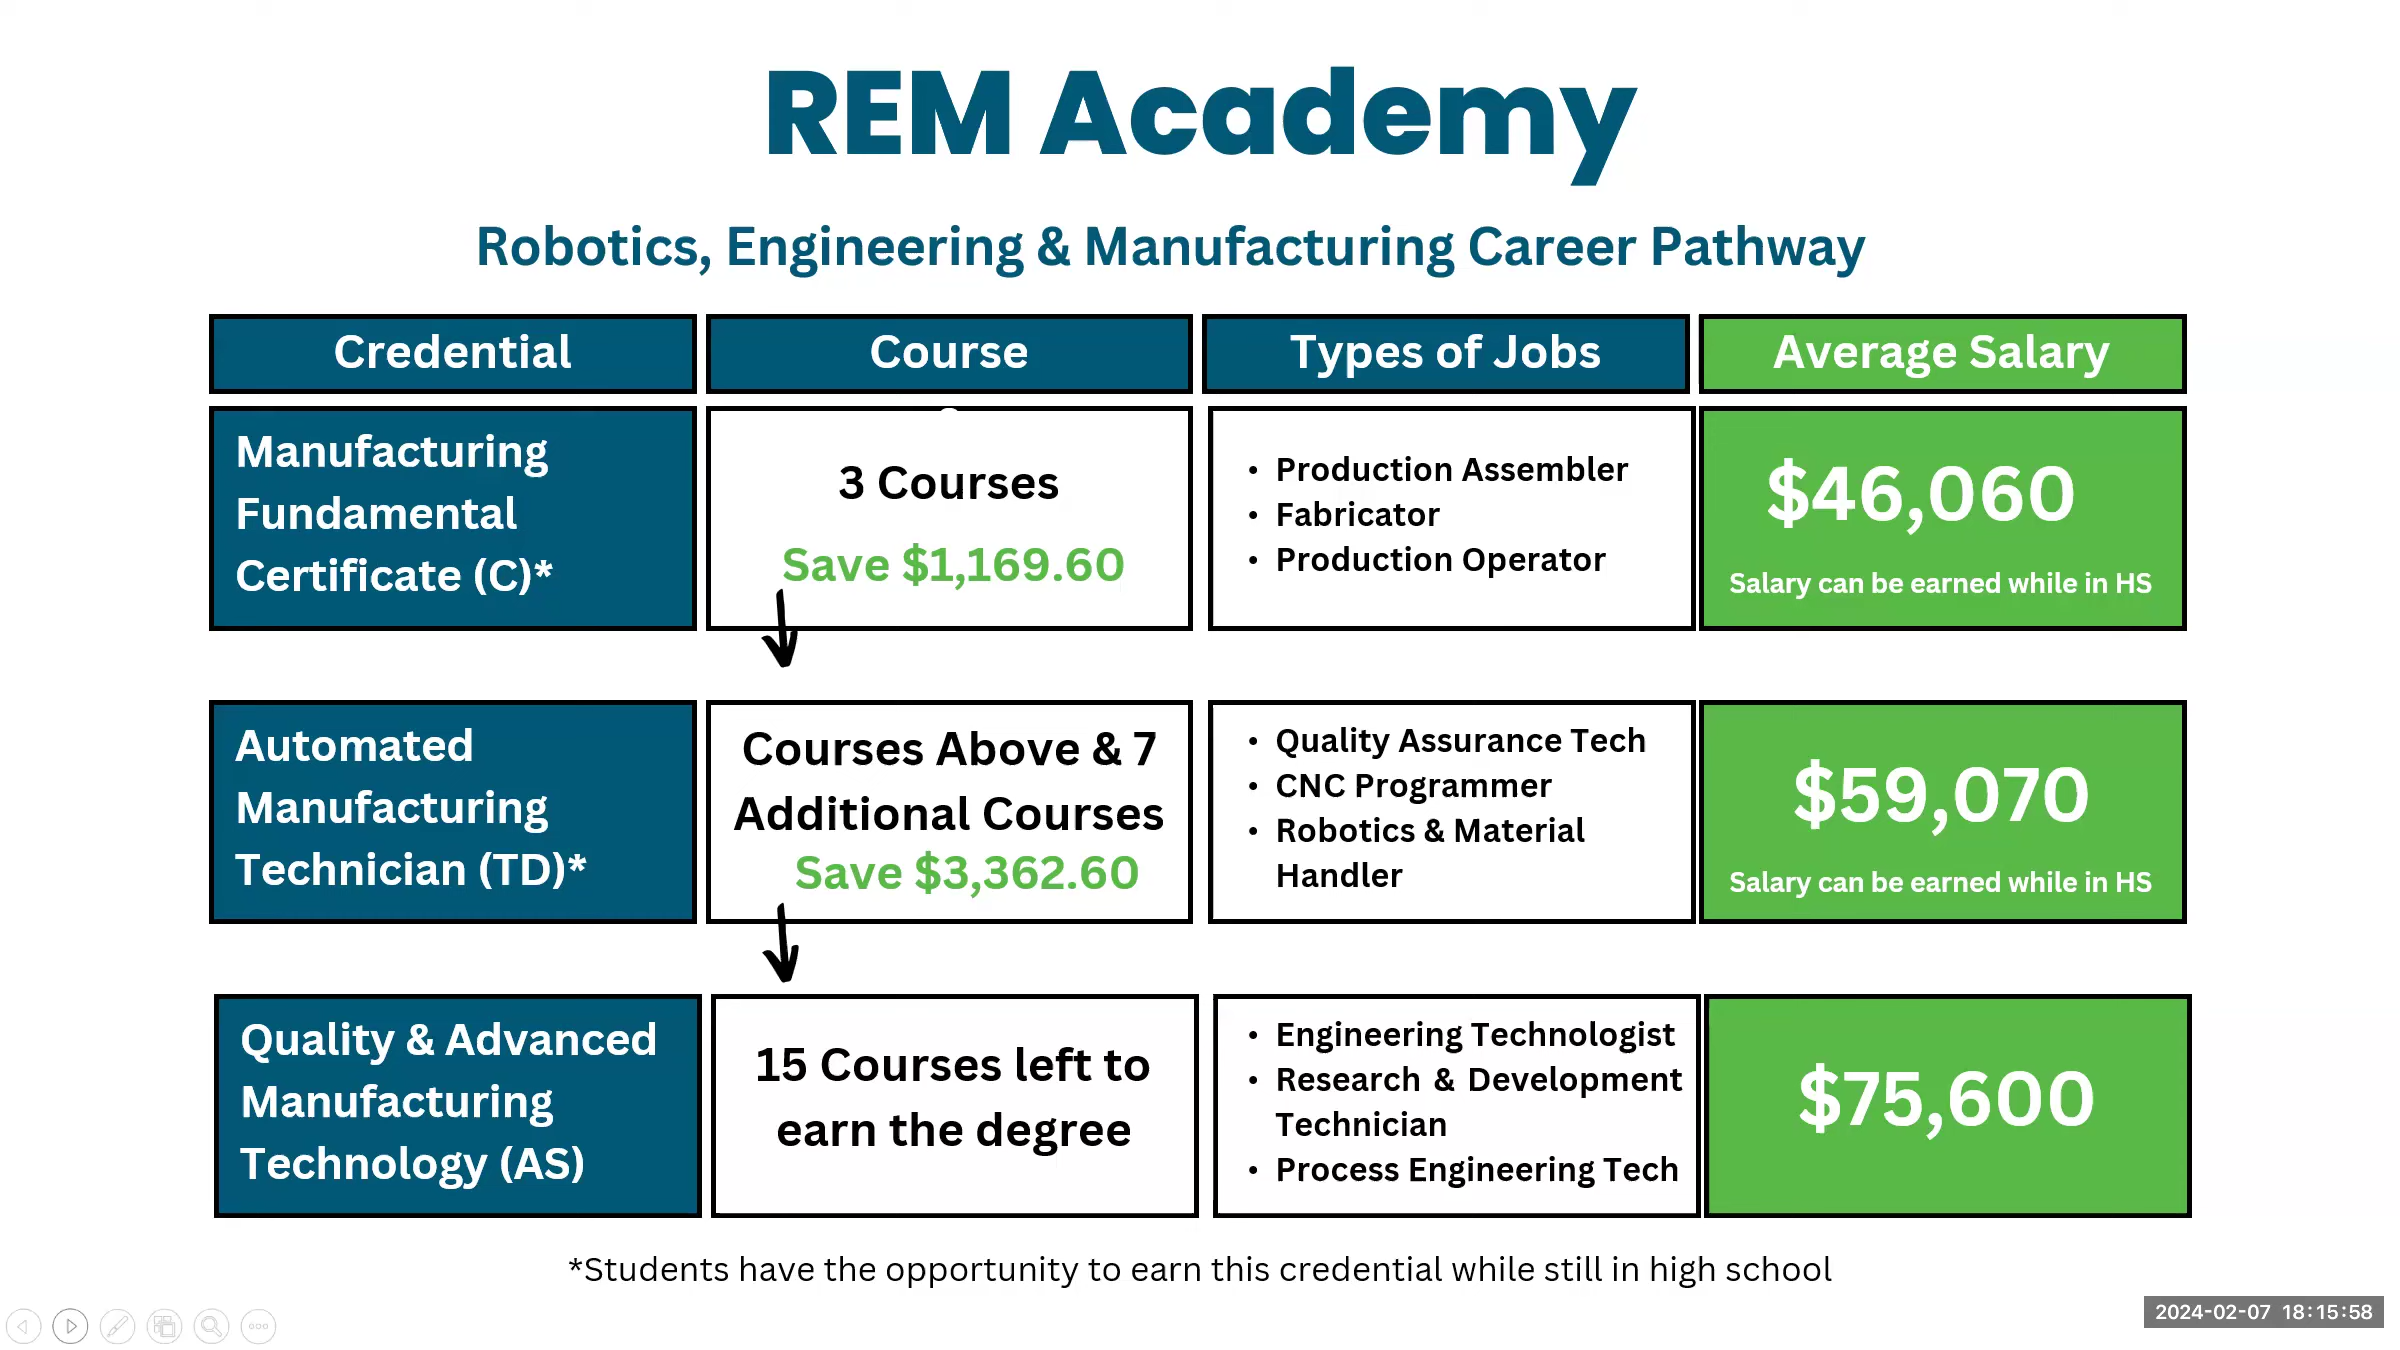 REM Academy
Robotics, Engineering & Manufacturing Career Pathway
Credential
Course
Types of Jobs
Average Salary
Manufacturing
Fundamental
Certificate (C)*
3 Courses
Save $1,169.60
• Production Assembler
• Fabricator
• Production Operator
$46,060
Salary can be earned while in HS
Automated
Manufacturing
Technician (TD)*
Courses Above & 7
Additional Courses
Save $3,362.60
• Quality Assurance Tech
• CNC Programmer
• Robotics & Material
Handler
$59,070
Salary can be earned while in HS
Quality & Advanced
Manufacturing
Technology (AS)
15 Courses left to
earn the degree
• Engineering Technologist
• Research & Development
Technician
• Process Engineering Tech
$75,600
*Students have the opportunity to earn this credential while still in high school
2024-02-07 18:15:58